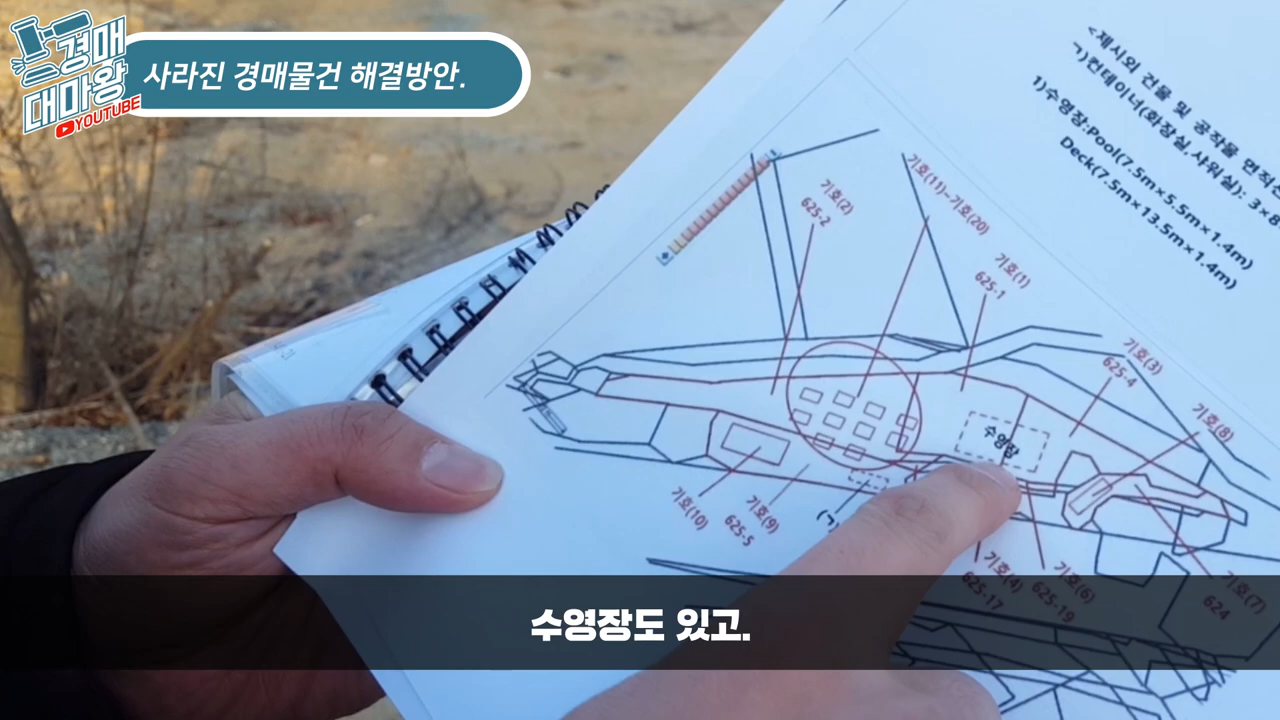 경매
대마왕
YOUTUBE
사라진 경매물건 해결방안.
<제시외 건물 및 공작물 면적
ㄱ)컨테이너(화장실,샤워실): 3×6
1)수영장:Pool(7.5m×5.5m×1.4m)
Deck(7.5m×13.5m×1.4m)
기호(2)
625-2
기호(11)~기호(20)
기호(1)
625-1
기호(3)
625-4
기호(8)
수영장
기호(10)
기호(9)
625-5
(ㄱ)
기호(4)
625-17
기호(6)
625-19
기호(7)
624
수영장도 있고.